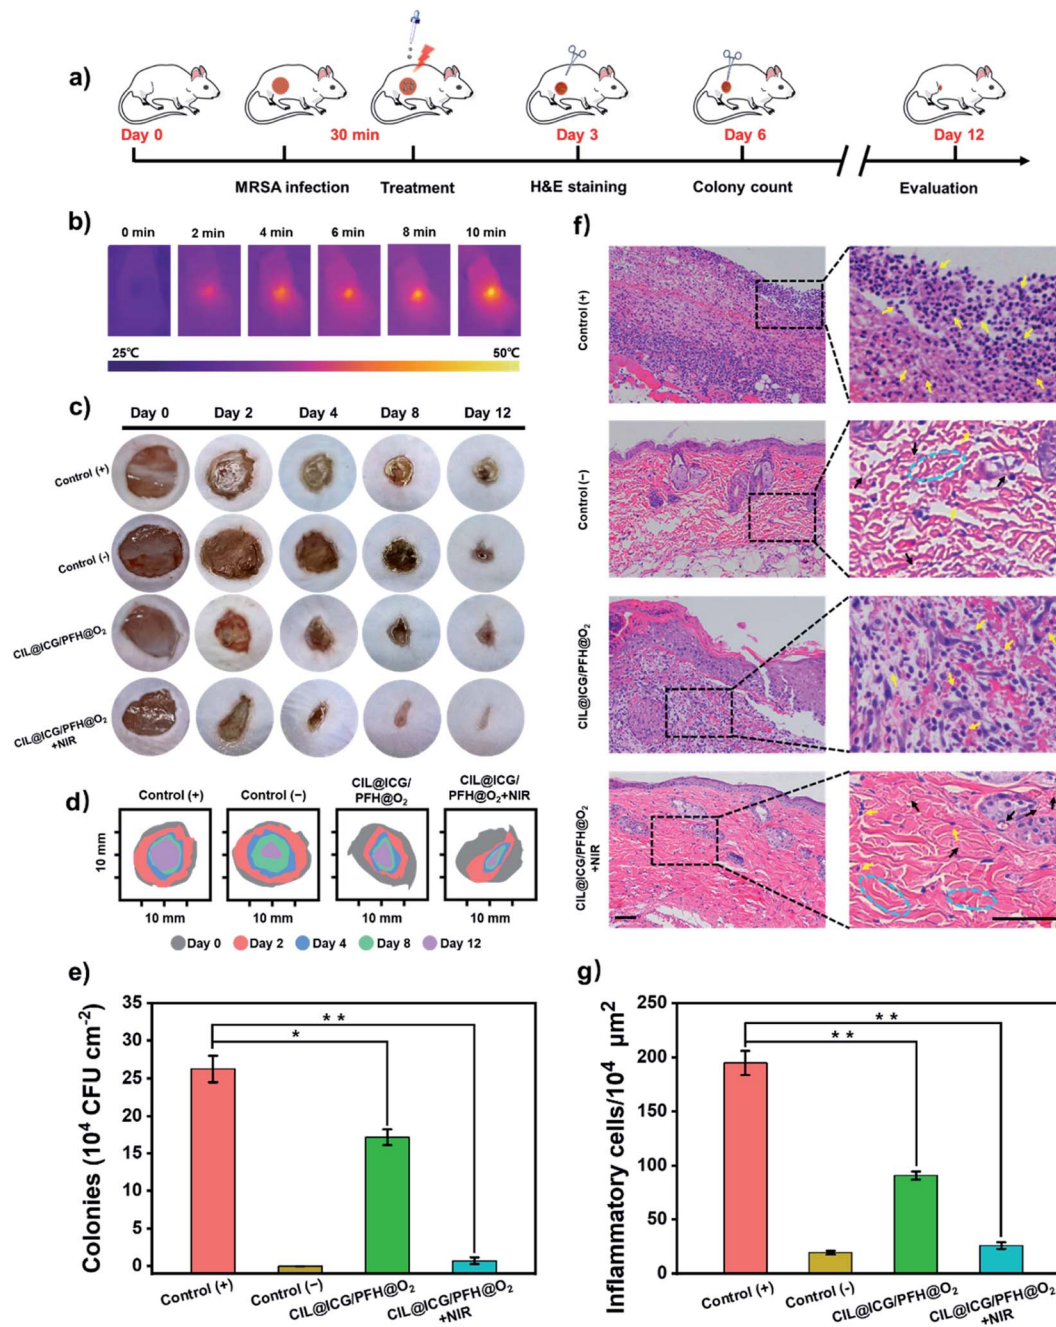 a)
Day 0
30 min
Day 3
Day 6
Day 12
MRSA infection
Treatment
H&E staining
Colony count
Evaluation
b)
0 min
2 min
4 min
6 min
8 min
10 min
25℃
50℃
c)
Day 0
Day 2
Day 4
Day 8
Day 12
Control (+)
Control (-)
CIL@ICG/PFH@O₂
CIL@ICG/PFH@O₂
+NIR
d)
Control (+)
Control (−)
CIL@ICG/
PFH@O₂
CIL@ICG/
PFH@O₂+NIR
10 mm
10 mm
10 mm
10 mm
10 mm
Day 0
Day 2
Day 4
Day 8
Day 12
e)
Colonies (10⁴ CFU cm⁻²)
35
30
25
20
15
10
5
0
* *
*
Control (+)
Control (−)
CIL@ICG/PFH@O₂
CIL@ICG/PFH@O₂
+NIR
f)
Control (+)
Control (−)
CIL@ICG/PFH@O₂
CIL@ICG/PFH@O₂
+NIR
g)
Inflammatory cells/10⁴ μm²
250
200
150
100
50
0
* *
* *
Control (+)
Control (-)
CIL@ICG/PFH@O₂
CIL@ICG/PFH@O₂
+NIR